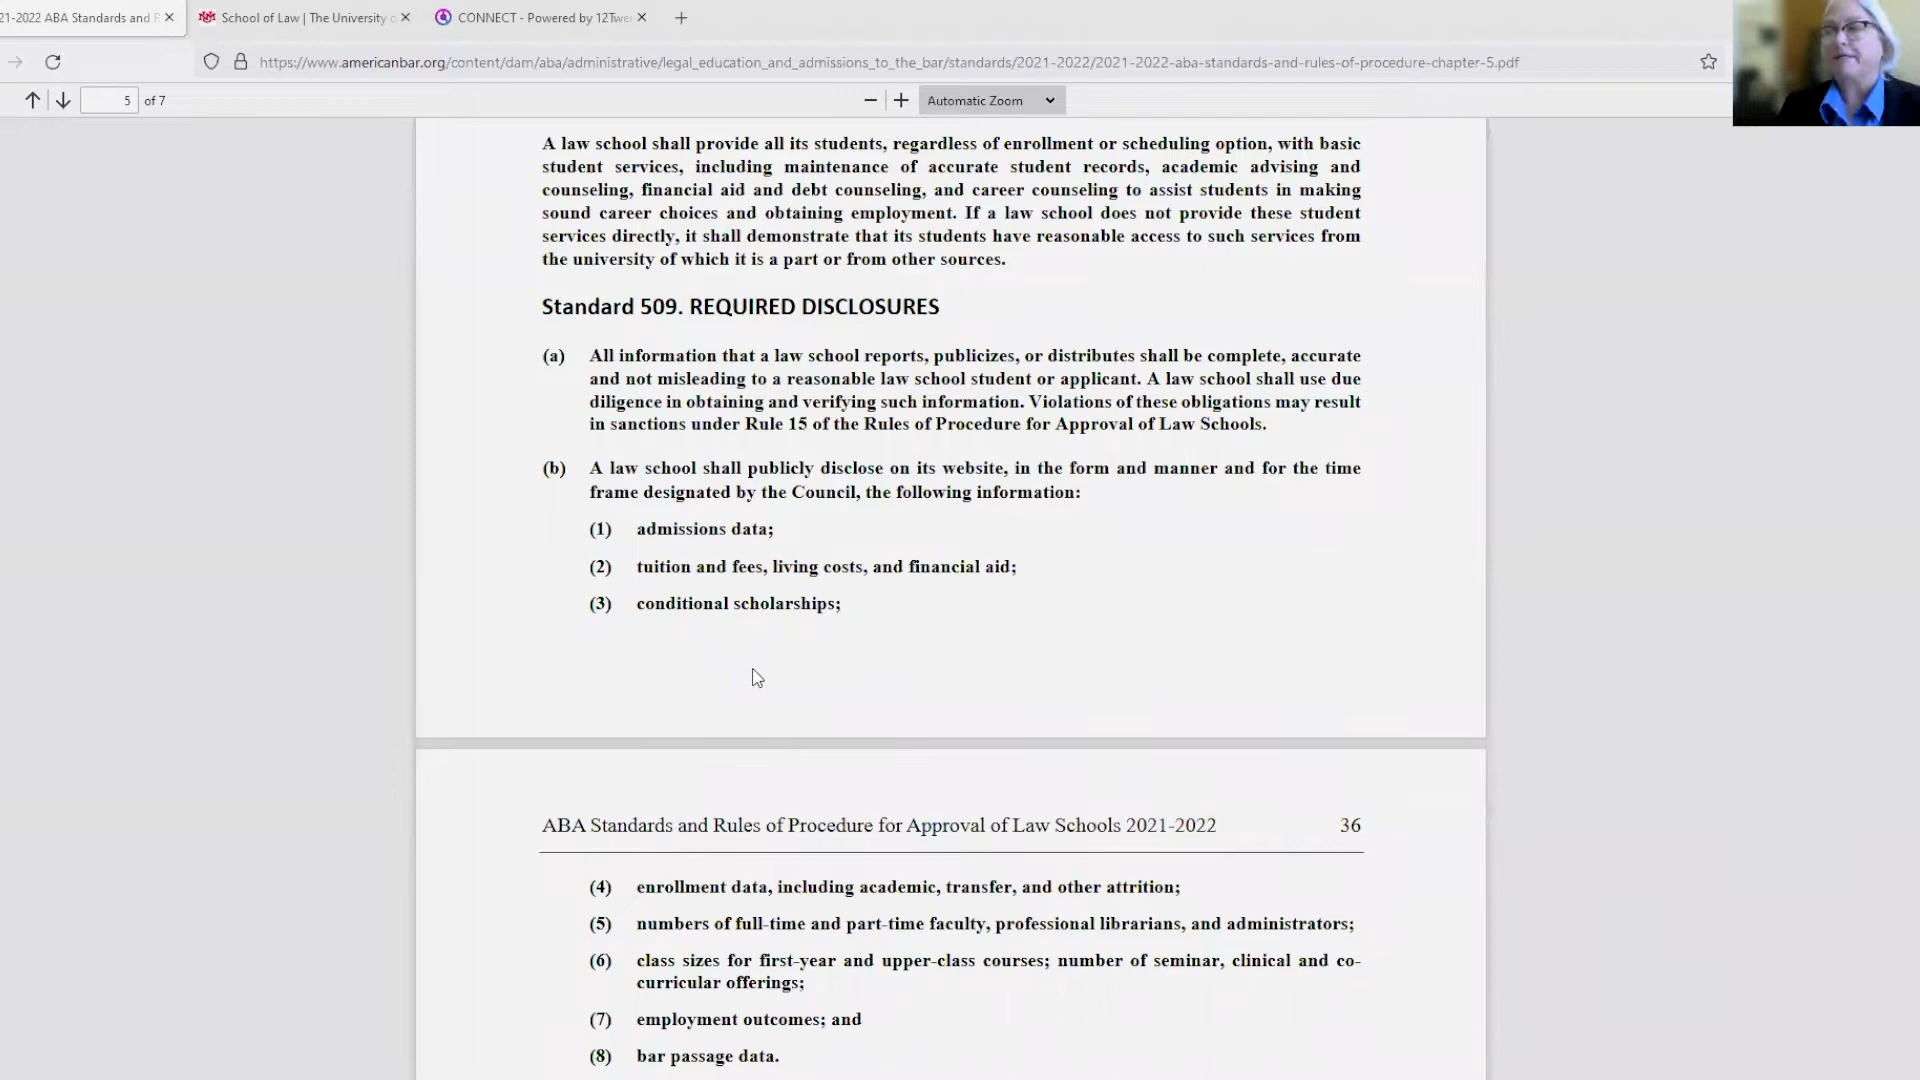 21-2022 ABA Standards and R
School of Law | The University o
CONNECT - Powered by 12Twe
https://www.americanbar.org/content/dam/aba/administrative/legal_education_and_admissions_to_the_bar/standards/2021-2022/2021-2022-aba-standards-and-rules-of-procedure-chapter-5.pdf
5 of 7
Automatic Zoom
A law school shall provide all its students, regardless of enrollment or scheduling option, with basic
student services, including maintenance of accurate student records, academic advising and
counseling, financial aid and debt counseling, and career counseling to assist students in making
sound career choices and obtaining employment. If a law school does not provide these student
services directly, it shall demonstrate that its students have reasonable access to such services from
the university of which it is a part or from other sources.
Standard 509. REQUIRED DISCLOSURES
(a) All information that a law school reports, publicizes, or distributes shall be complete, accurate
and not misleading to a reasonable law school student or applicant. A law school shall use due
diligence in obtaining and verifying such information. Violations of these obligations may result
in sanctions under Rule 15 of the Rules of Procedure for Approval of Law Schools.
(b) A law school shall publicly disclose on its website, in the form and manner and for the time
frame designated by the Council, the following information:
(1) admissions data;
(2) tuition and fees, living costs, and financial aid;
(3) conditional scholarships;
ABA Standards and Rules of Procedure for Approval of Law Schools 2021-2022 36
(4) enrollment data, including academic, transfer, and other attrition;
(5) numbers of full-time and part-time faculty, professional librarians, and administrators;
(6) class sizes for first-year and upper-class courses; number of seminar, clinical and co-
curricular offerings;
(7) employment outcomes; and
(8) bar passage data.